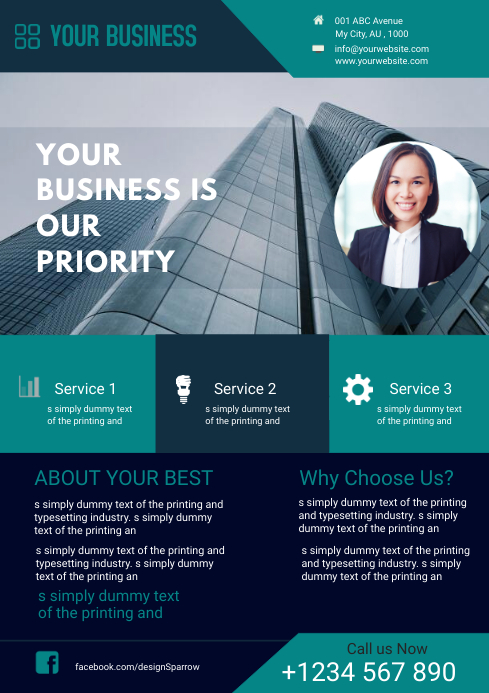 YOUR BUSINESS
001 ABC Avenue
My City, AU , 1000
info@yourwebsite.com
www.yourwebsite.com
YOUR
BUSINESS IS
OUR
PRIORITY
Service 1
s simply dummy text
of the printing and
Service 2
s simply dummy text
of the printing and
Service 3
s simply dummy text
of the printing and
ABOUT YOUR BEST
s simply dummy text of the printing and
typesetting industry. s simply dummy
text of the printing an
s simply dummy text of the printing and
typesetting industry. s simply dummy
text of the printing an
s simply dummy text
of the printing and
Why Choose Us?
s simply dummy text of the printing
and typesetting industry. s simply
dummy text of the printing an
s simply dummy text of the printing
and typesetting industry. s simply
dummy text of the printing an
facebook.com/designSparrow
Call us Now
+1234 567 890